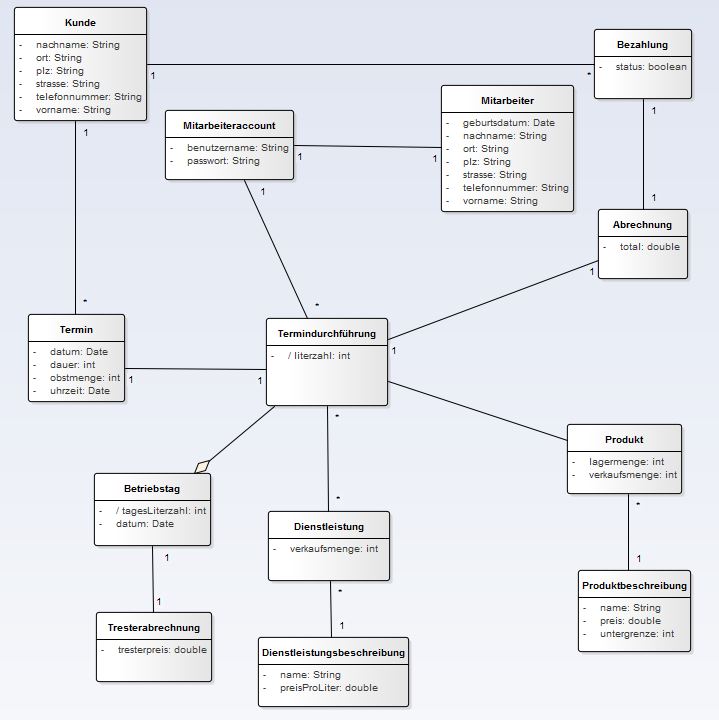 Kunde
- nachname: String
- ort: String
- plz: String
- strasse: String
- telefonnummer: String
- vorname: String
1
*
Bezahlung
- status: boolean
Mitarbeiteraccount
- benutzername: String
- passwort: String
1
1
Mitarbeiter
- geburtsdatum: Date
- nachname: String
- ort: String
- plz: String
- strasse: String
- telefonnummer: String
- vorname: String
1
1
1
1
Abrechnung
- total: double
1
*
*
Termin
- datum: Date
- dauer: int
- obstmenge: int
- uhrzeit: Date
1
1
Termindurchführung
- / literzahl: int
1
*
*
Betriebstag
- / tagesLiterzahl: int
- datum: Date
1
1
Tresterabrechnung
- tresterpreis: double
Dienstleistung
- verkaufsmenge: int
*
1
Dienstleistungsbeschreibung
- name: String
- preisProLiter: double
Produkt
- lagermenge: int
- verkaufsmenge: int
*
1
Produktbeschreibung
- name: String
- preis: double
- untergrenze: int